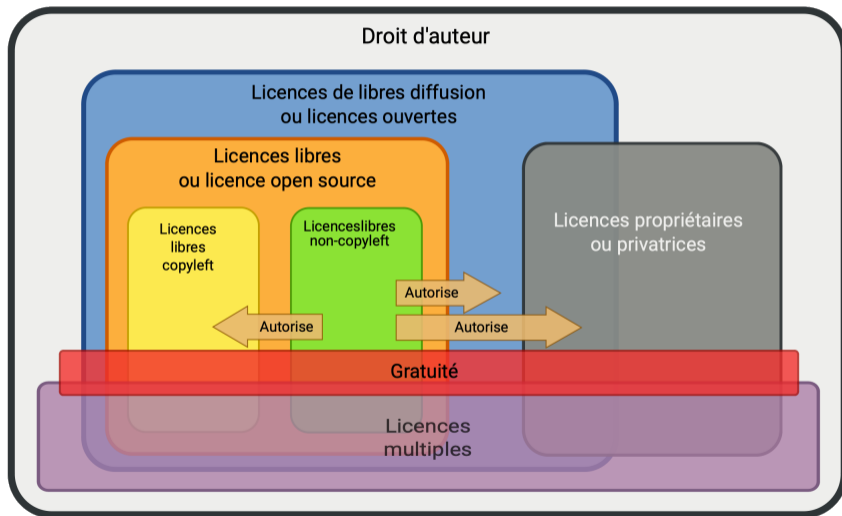 Droit d'auteur
Licences de libres diffusion
ou licences ouvertes
Licences libres
ou licence open source
Licences
libres
copyleft
Licenceslibres
non-copyleft
Licences propriétaires
ou privatrices
Autorise
Autorise
Autorise
Gratuité
Licences
multiples